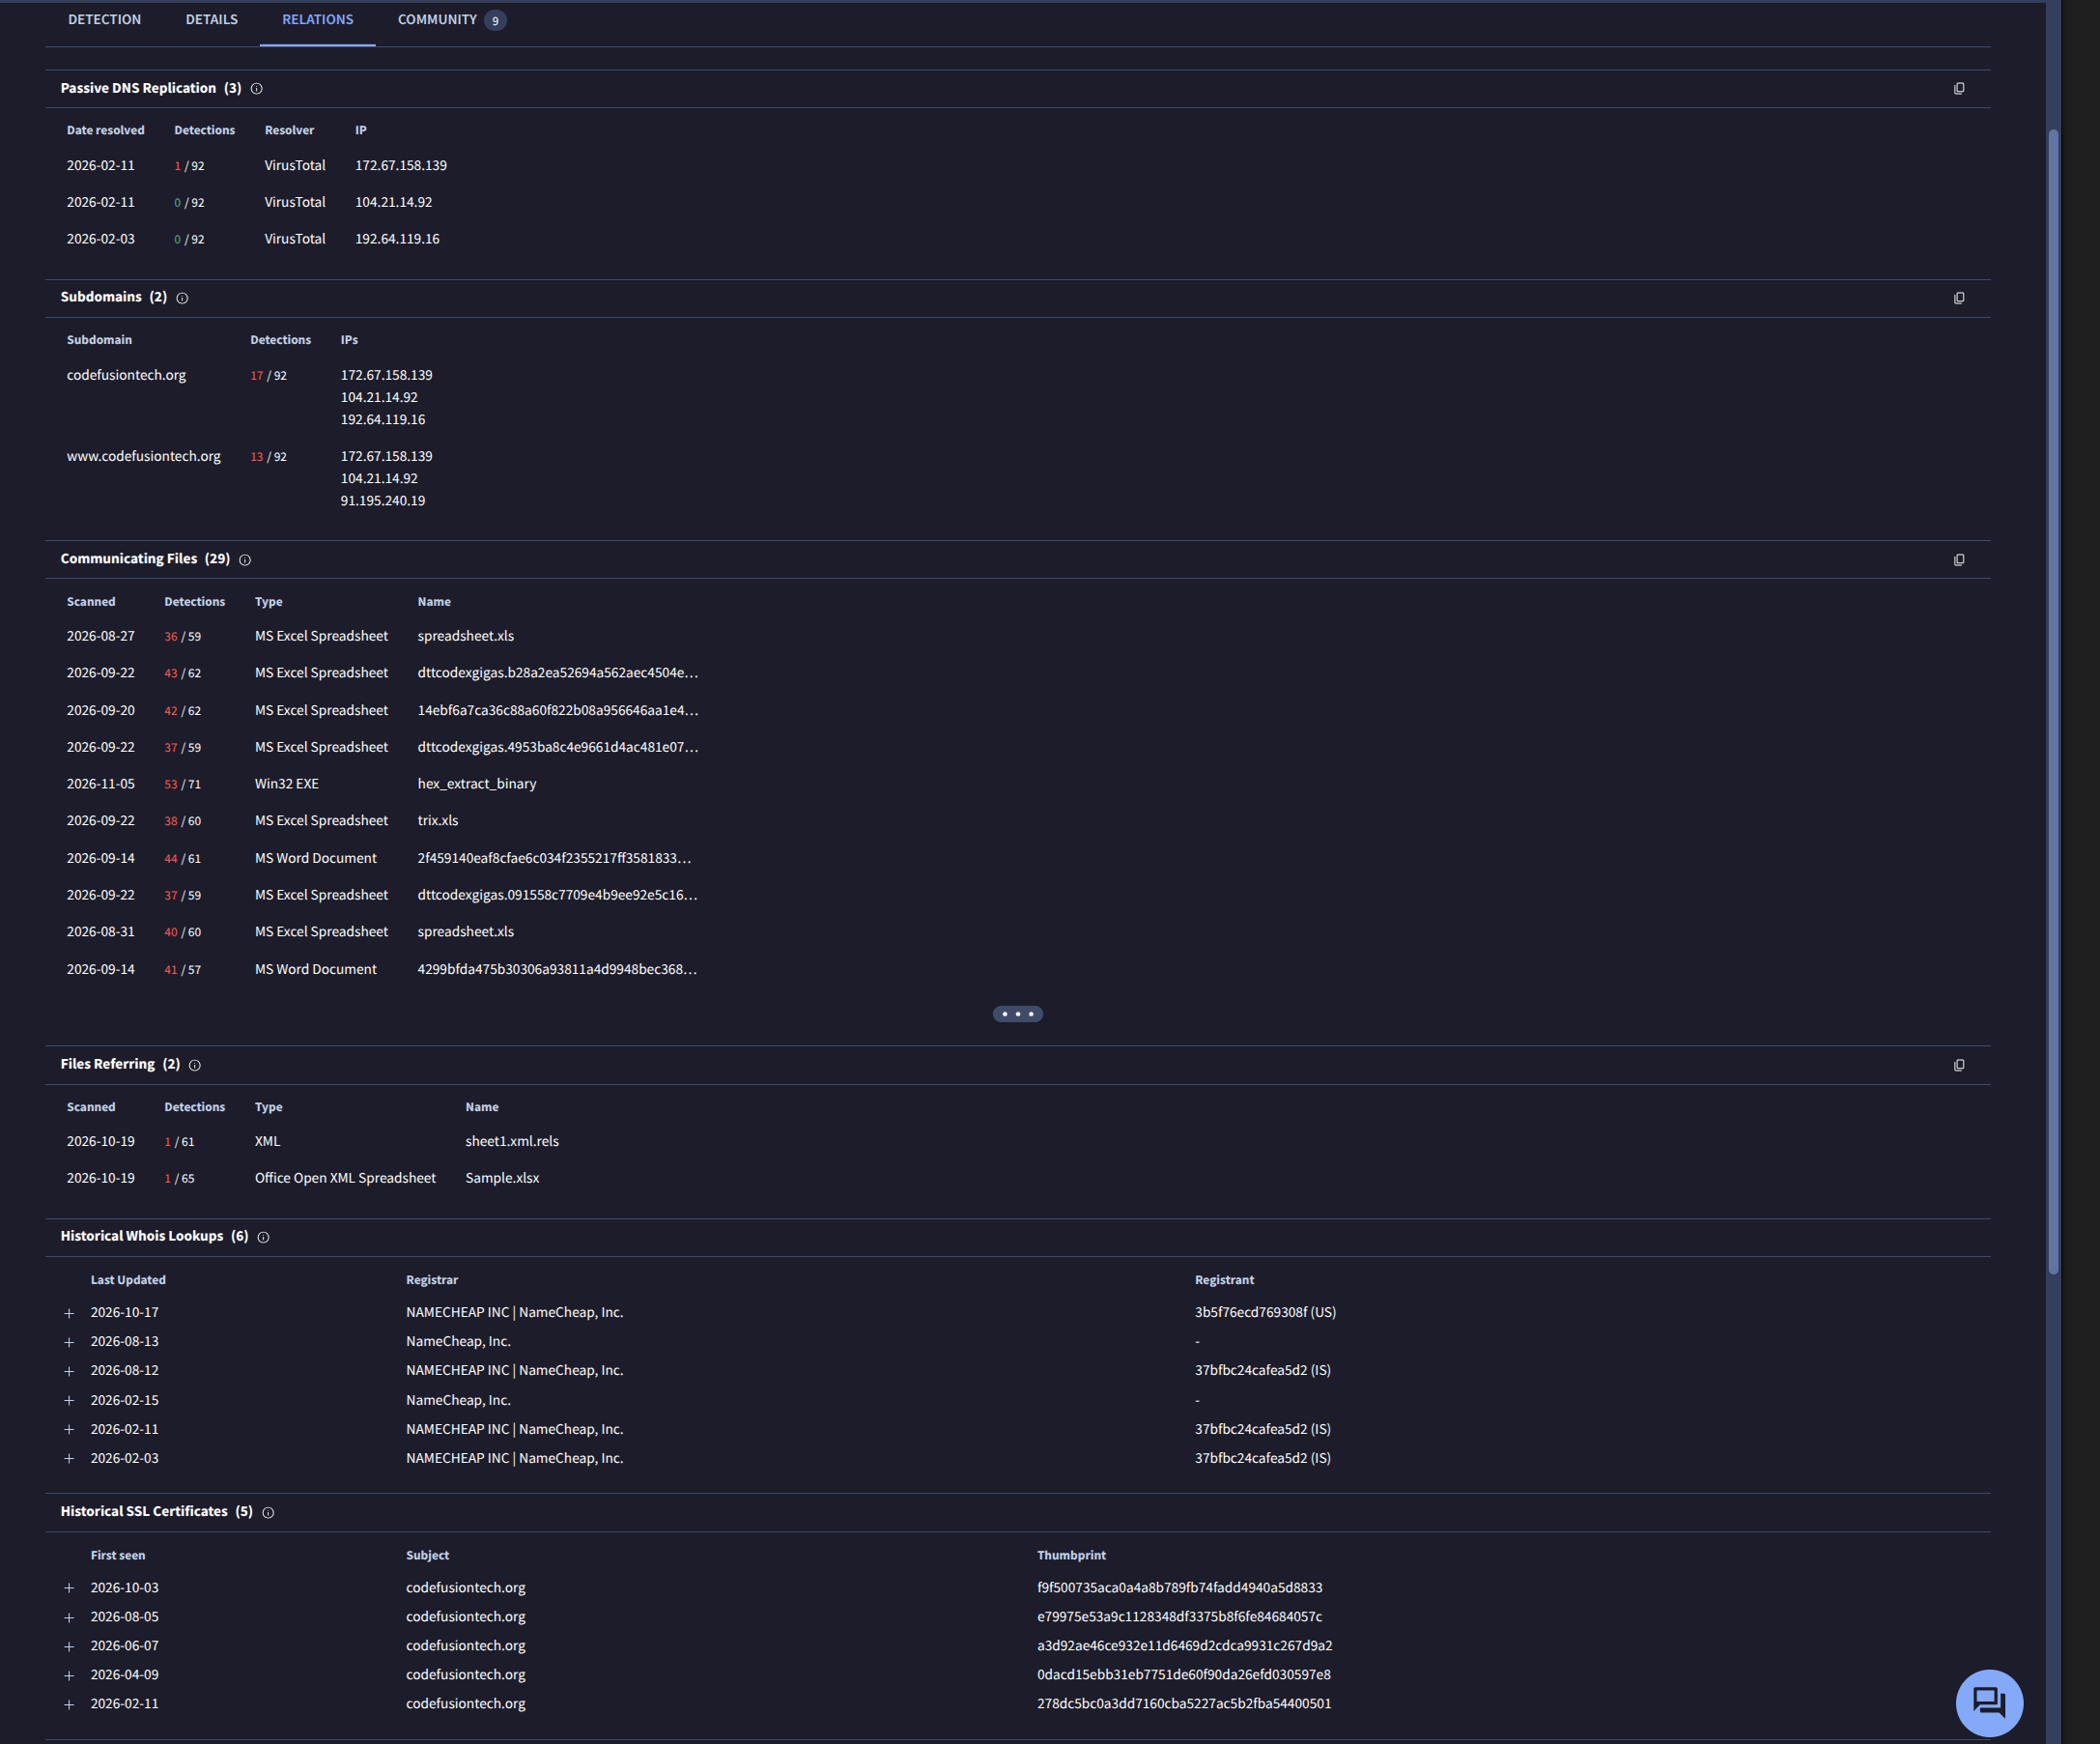 DETECTION DETAILS RELATIONS COMMUNITY 9
Passive DNS Replication (3)
Date resolved Detections Resolver IP
2026-02-11 1 / 92 VirusTotal 172.67.158.139
2026-02-11 0 / 92 VirusTotal 104.21.14.92
2026-02-03 0 / 92 VirusTotal 192.64.119.16
Subdomains (2)
Subdomain Detections IPs
codefusiontech.org 17 / 92 172.67.158.139
104.21.14.92
192.64.119.16
www.codefusiontech.org 13 / 92 172.67.158.139
104.21.14.92
91.195.240.19
Communicating Files (29)
Scanned Detections Type Name
2026-08-27 36 / 59 MS Excel Spreadsheet spreadsheet.xls
2026-09-22 43 / 62 MS Excel Spreadsheet dttcodexgigas.b28a2ea52694a562aec4504e...
2026-09-20 42 / 62 MS Excel Spreadsheet 14ebf6a7ca36c88a60f822b08a956646aa1e4...
2026-09-22 37 / 59 MS Excel Spreadsheet dttcodexgigas.4953ba8c4e9661d4ac481e07...
2026-11-05 53 / 71 Win32 EXE hex_extract_binary
2026-09-22 38 / 60 MS Excel Spreadsheet trix.xls
2026-09-14 44 / 61 MS Word Document 2f459140eaf8cfae6c034f2355217ff3581833...
2026-09-22 37 / 59 MS Excel Spreadsheet dttcodexgigas.091558c7709e4b9ee92e5c16...
2026-08-31 40 / 60 MS Excel Spreadsheet spreadsheet.xls
2026-09-14 41 / 57 MS Word Document 4299bfda475b30306a93811a4d9948bec368...
Files Referring (2)
Scanned Detections Type Name
2026-10-19 1 / 61 XML sheet1.xml.rels
2026-10-19 1 / 65 Office Open XML Spreadsheet Sample.xlsx
Historical Whois Lookups (6)
Last Updated Registrar Registrant
+ 2026-10-17 NAMECHEAP INC | NameCheap, Inc. 3b5f76ecd769308f (US)
+ 2026-08-13 NameCheap, Inc. -
+ 2026-08-12 NAMECHEAP INC | NameCheap, Inc. 37bfbc24cafea5d2 (IS)
+ 2026-02-15 NameCheap, Inc. -
+ 2026-02-11 NAMECHEAP INC | NameCheap, Inc. 37bfbc24cafea5d2 (IS)
+ 2026-02-03 NAMECHEAP INC | NameCheap, Inc. 37bfbc24cafea5d2 (IS)
Historical SSL Certificates (5)
First seen Subject Thumbprint
+ 2026-10-03 codefusiontech.org f9f500735aca0a4a8b789fb74fadd4940a5d8833
+ 2026-08-05 codefusiontech.org e79975e53a9c1128348df3375b8f6fe84684057c
+ 2026-06-07 codefusiontech.org a3d92ae46ce932e11d6469d2cdca9931c267d9a2
+ 2026-04-09 codefusiontech.org 0dacd15ebb31eb7751de60f90da26efd030597e8
+ 2026-02-11 codefusiontech.org 278dc5bc0a3dd7160cba5227ac5b2fba54400501